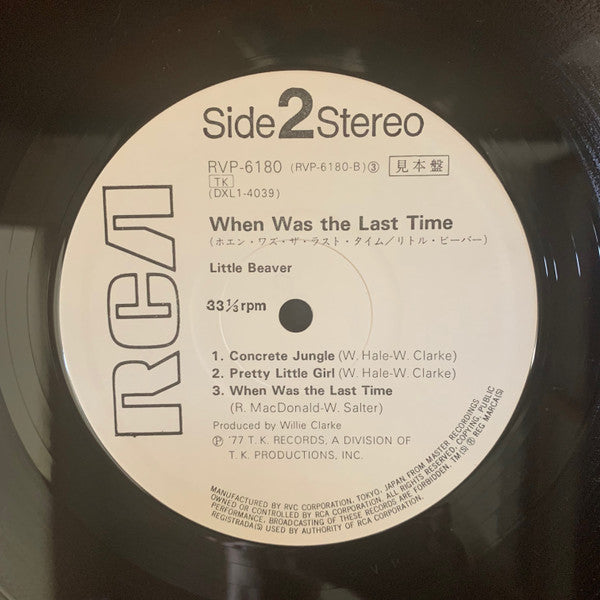 Side 2 Stereo
RVP-6180 (RVP-6180-B) ③ 見本盤
TK
(DXL1-4039)
When Was the Last Time
(ホエン・ワズ・ザ・ラスト・タイム/リトル・ビーバー)
Little Beaver
33⅓ rpm
RCA
1. Concrete Jungle (W. Hale-W. Clarke)
2. Pretty Little Girl (W. Hale-W. Clarke)
3. When Was the Last Time
(R. MacDonald-W. Salter)
Produced by Willie Clarke
Ⓟ '77 T. K. RECORDS, A DIVISION OF
T. K. PRODUCTIONS, INC.
MANUFACTURED BY RVC CORPORATION, TOKYO, JAPAN FROM MASTER RECORDINGS
OWNED OR CONTROLLED BY RCA CORPORATION. ALL RIGHTS RESERVED, COPYING, PUBLIC
PERFORMANCE, BROADCASTING OF THESE RECORDS ARE FORBIDDEN. TM(S) ® REG MARCA(S)
REGISTRADA(S) USED BY AUTHORITY OF RCA CORPORATION.